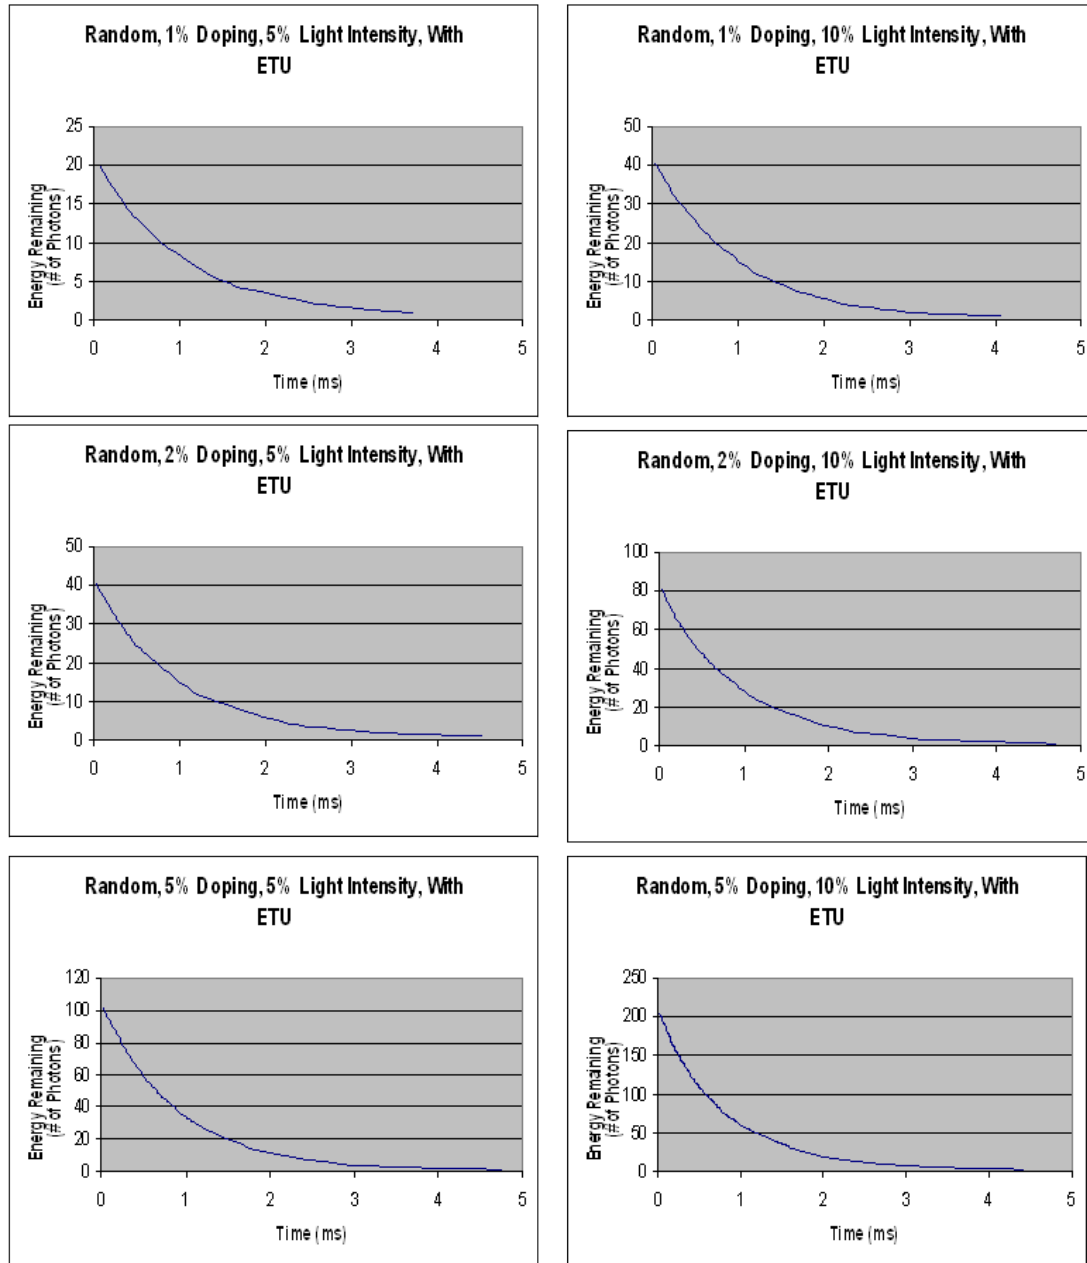 Random, 1% Doping, 5% Light Intensity, With
ETU
Energy Remaining
(# of Photons)
25
20
15
10
5
0
0 1 2 3 4 5
Time (ms)
Random, 1% Doping, 10% Light Intensity, With
ETU
Energy Remaining
(# of Photons)
50
40
30
20
10
0
0 1 2 3 4 5
Time (ms)
Random, 2% Doping, 5% Light Intensity, With
ETU
Energy Remaining
(# of Photons)
50
40
30
20
10
0
0 1 2 3 4 5
Time (ms)
Random, 2% Doping, 10% Light Intensity, With
ETU
Energy Remaining
(# of Photons)
100
80
60
40
20
0
0 1 2 3 4 5
Time (ms)
Random, 5% Doping, 5% Light Intensity, With
ETU
Energy Remaining
(# of Photons)
120
100
80
60
40
20
0
0 1 2 3 4 5
Time (ms)
Random, 5% Doping, 10% Light Intensity, With
ETU
Energy Remaining
(# of Photons)
250
200
150
100
50
0
0 1 2 3 4 5
Time (ms)